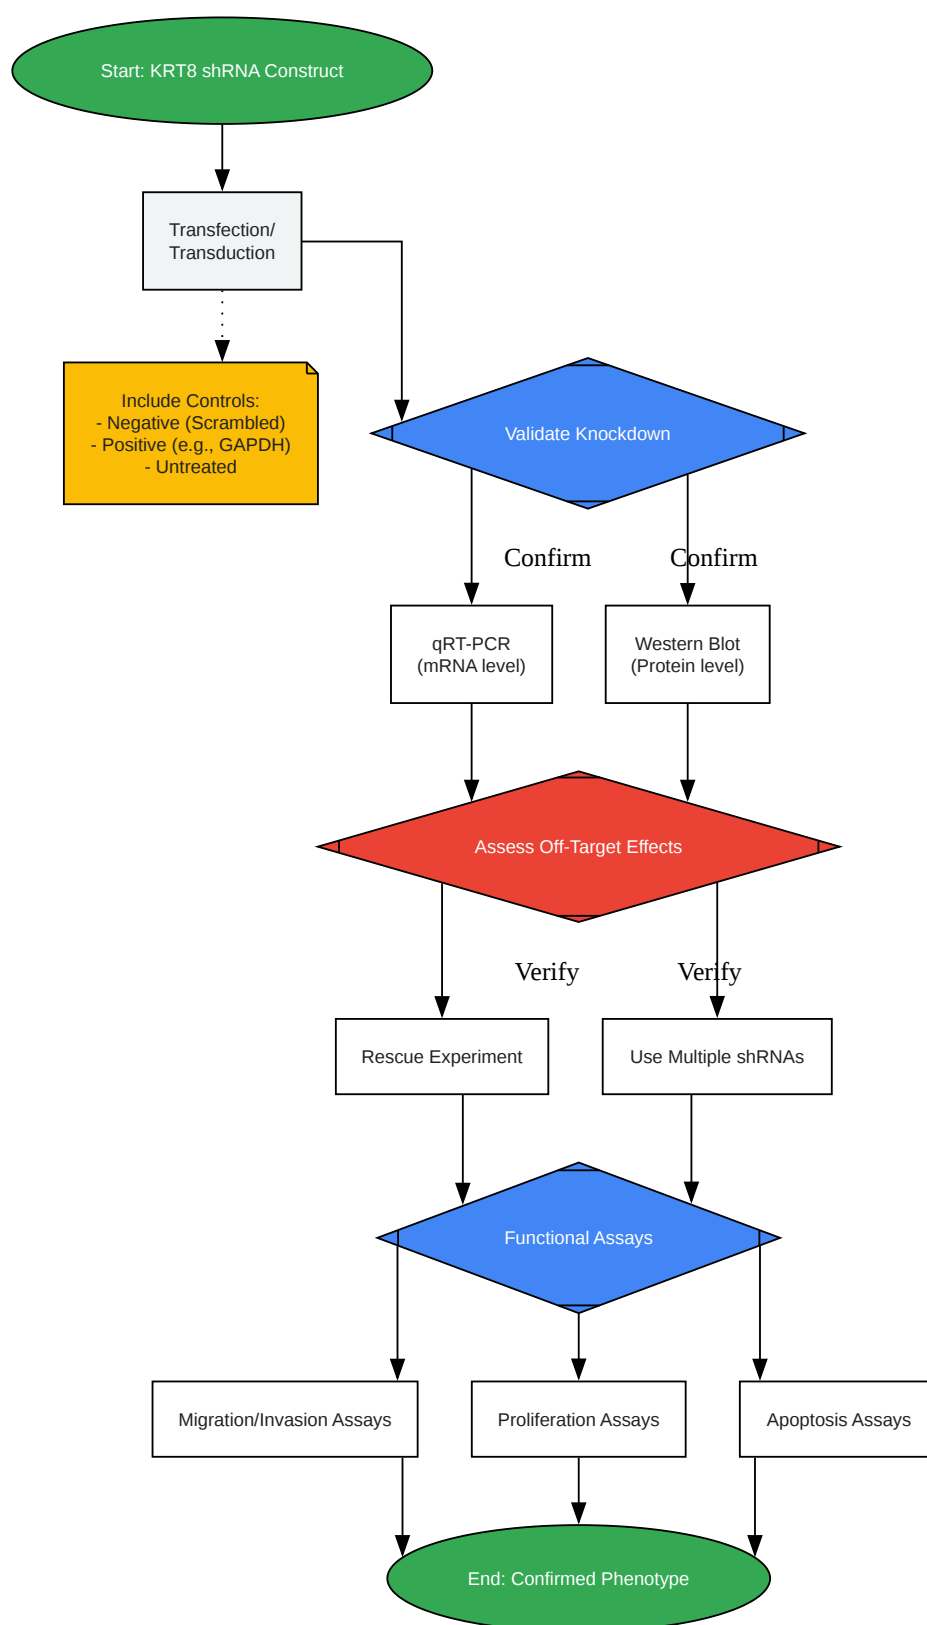 Start: KRT8 shRNA Construct
Transfection/
Transduction
Include Controls:
- Negative (Scrambled)
- Positive (e.g., GAPDH)
- Untreated
Validate Knockdown
Confirm
Confirm
qRT-PCR
(mRNA level)
Western Blot
(Protein level)
Assess Off-Target Effects
Verify
Verify
Rescue Experiment
Use Multiple shRNAs
Functional Assays
Migration/Invasion Assays
Proliferation Assays
Apoptosis Assays
End: Confirmed Phenotype